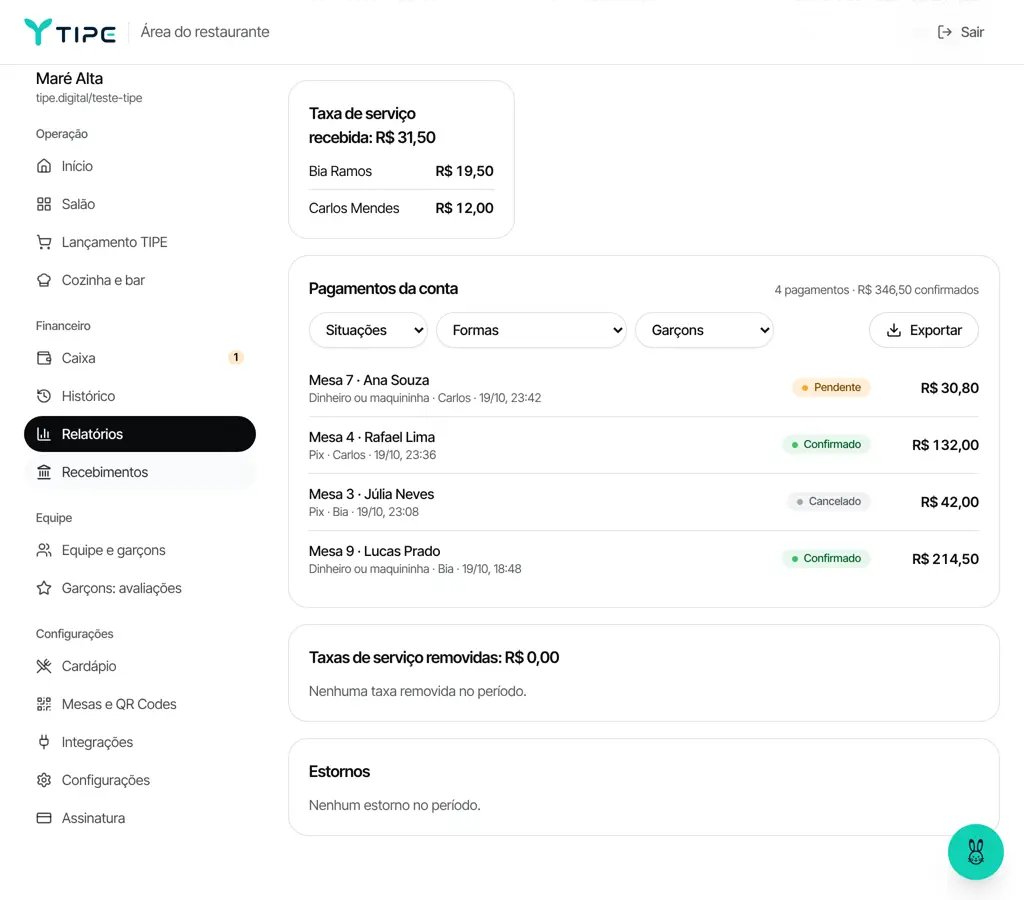 TIPE
Área do restaurante
Sair
Maré Alta
tipe.digital/teste-tipe
Operação
Início
Salão
Lançamento TIPE
Cozinha e bar
Financeiro
Caixa
1
Histórico
Relatórios
Recebimentos
Equipe
Equipe e garçons
Garçons: avaliações
Configurações
Cardápio
Mesas e QR Codes
Integrações
Configurações
Assinatura
Taxa de serviço
recebida: R$ 31,50
Bia Ramos R$ 19,50
Carlos Mendes R$ 12,00
Pagamentos da conta
4 pagamentos · R$ 346,50 confirmados
Situações
Formas
Garçons
Exportar
Mesa 7 · Ana Souza
Dinheiro ou maquininha · Carlos · 19/10, 23:42
Pendente
R$ 30,80
Mesa 4 · Rafael Lima
Pix · Carlos · 19/10, 23:36
Confirmado
R$ 132,00
Mesa 3 · Júlia Neves
Pix · Bia · 19/10, 23:08
Cancelado
R$ 42,00
Mesa 9 · Lucas Prado
Dinheiro ou maquininha · Bia · 19/10, 18:48
Confirmado
R$ 214,50
Taxas de serviço removidas: R$ 0,00
Nenhuma taxa removida no período.
Estornos
Nenhum estorno no período.